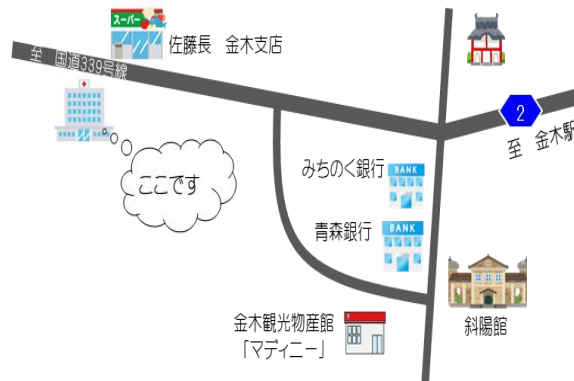 スーパー
佐藤長 金木支店
至 国道339号線
2
至 金木駅
ここです
みちのく銀行
BANK
青森銀行
BANK
金木観光物産館
「マディニー」
斜陽館